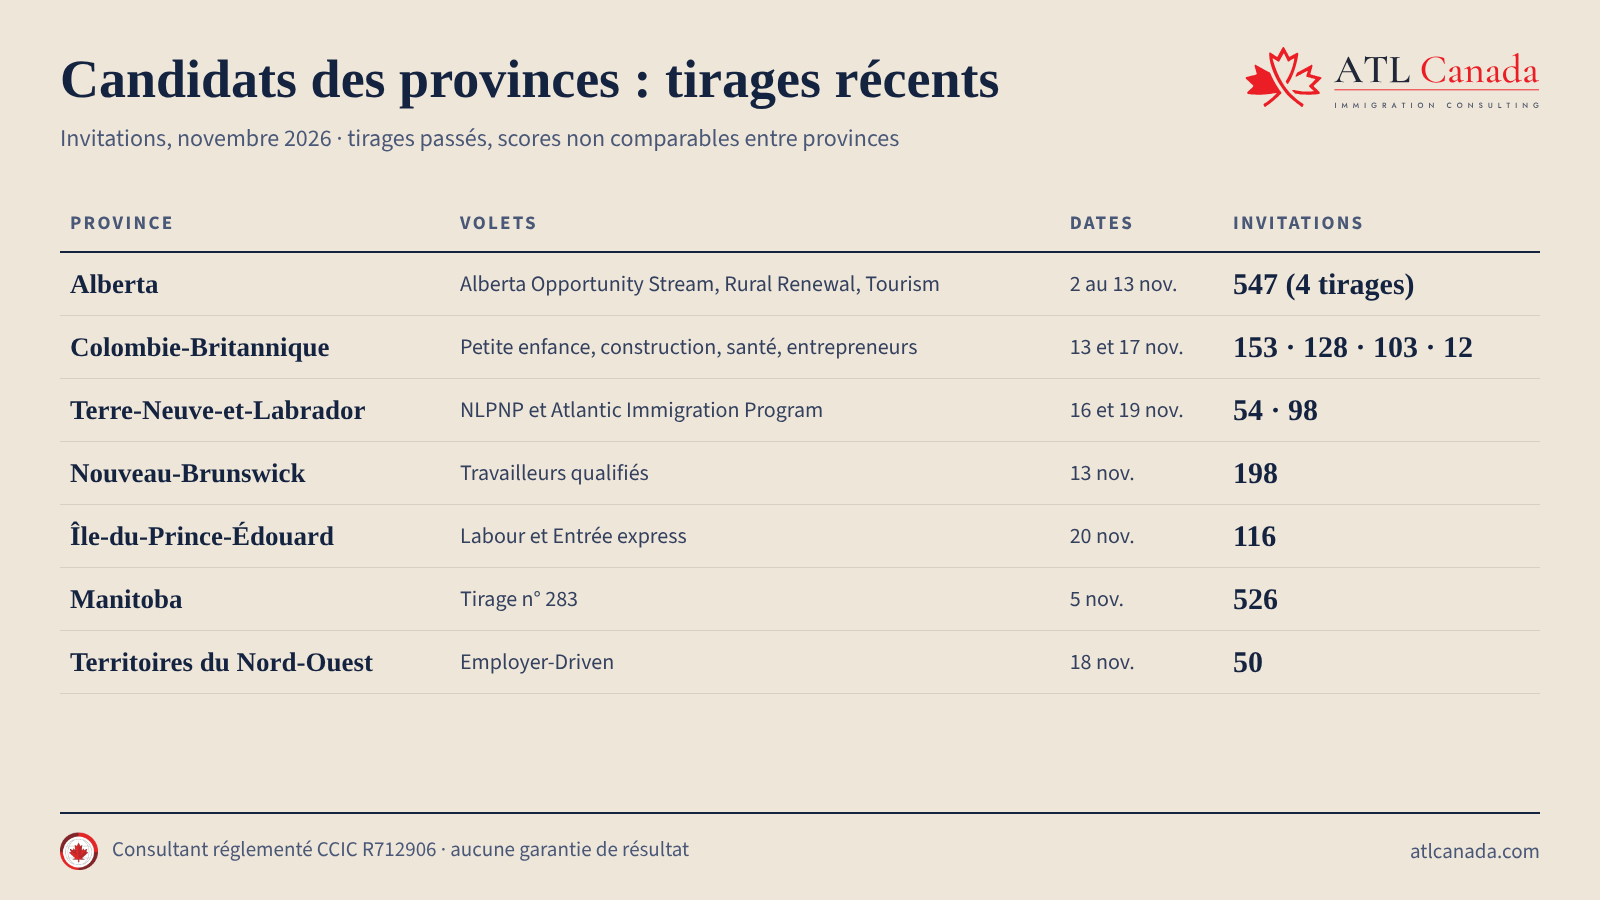 Candidats des provinces : tirages récents
ATL Canada
IMMIGRATION CONSULTING
Invitations, novembre 2026 · tirages passés, scores non comparables entre provinces
PROVINCE VOLETS DATES INVITATIONS
Alberta Alberta Opportunity Stream, Rural Renewal, Tourism 2 au 13 nov. 547 (4 tirages)
Colombie-Britannique Petite enfance, construction, santé, entrepreneurs 13 et 17 nov. 153 · 128 · 103 · 12
Terre-Neuve-et-Labrador NLPNP et Atlantic Immigration Program 16 et 19 nov. 54 · 98
Nouveau-Brunswick Travailleurs qualifiés 13 nov. 198
Île-du-Prince-Édouard Labour et Entrée express 20 nov. 116
Manitoba Tirage n° 283 5 nov. 526
Territoires du Nord-Ouest Employer-Driven 18 nov. 50
Consultant réglementé CCIC R712906 · aucune garantie de résultat
atlcanada.com